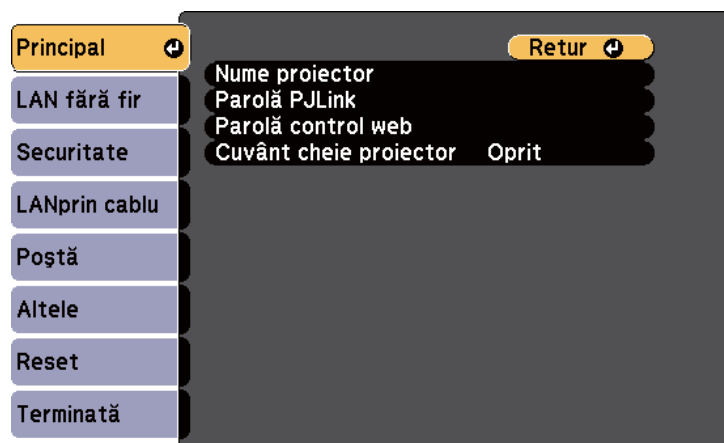 Principal
LAN fără fir
Securitate
LANprin cablu
Poştă
Altele
Reset
Terminată
Retur
Nume proiector
Parolă PJLink
Parolă control web
Cuvânt cheie proiector Oprit